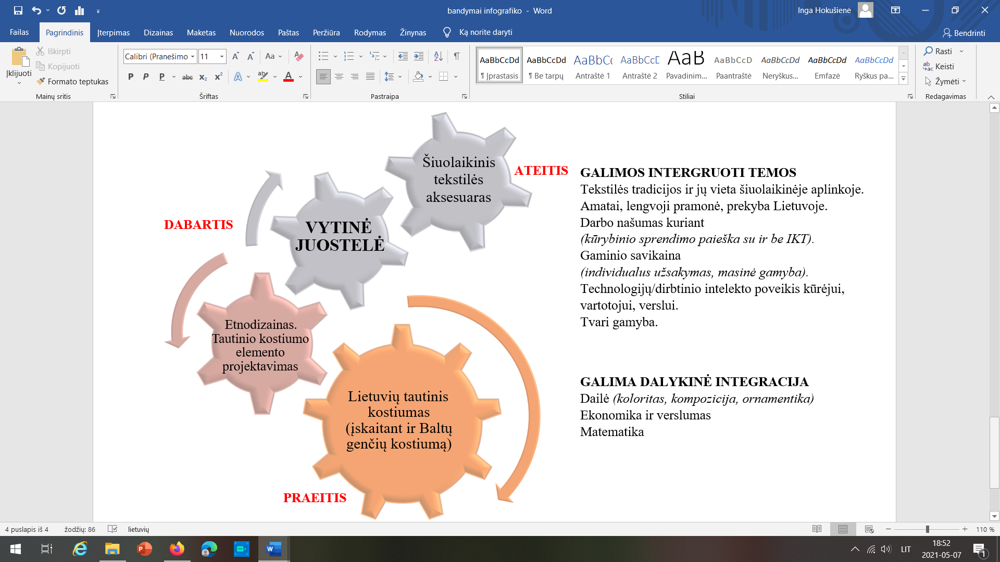 bandymai infografiko - Word
Inga Hokušienė
Failas
Pagrindinis
Įterpimas
Dizainas
Maketas
Nuorodos
Paštas
Peržiūra
Rodymas
Žinynas
Ką norite daryti
Bendrinti
Įklijuoti
Iškirpti
Kopijuoti
Formato teptukas
Mainų sritis
Calibri (Pranešimo
11
Aa
P P P abc x₂ x²
A
A
Šriftas
Pastraipa
AaBbCcDd
¶ Įprastasis
AaBbCcDd
¶ Be tarpų
AaBbCc
Antraštė 1
AaBbCcD
Antraštė 2
AaB
Pavadinim...
AaBbCcD
Paantraštė
AaBbCcDd
Neryškus...
AaBbCcDd
Emfazė
AaBbCcDd
Ryškus pa...
Stiliai
Rasti
Keisti
Žymėti
Redagavimas
Šiuolaikinis
tekstilės
aksesuaras
ATEITIS
DABARTIS
VYTINĖ
JUOSTELĖ
Etnodizainas.
Tautinio kostiumo
elemento
projektavimas
Lietuvių tautinis
kostiumas
(įskaitant ir Baltų
genčių kostiumą)
PRAEITIS
GALIMOS INTERGRUOTI TEMOS
Tekstilės tradicijos ir jų vieta šiuolaikinėje aplinkoje.
Amatai, lengvoji pramonė, prekyba Lietuvoje.
Darbo našumas kuriant
(kūrybinio sprendimo paieška su ir be IKT).
Gaminio savikaina
(individualus užsakymas, masinė gamyba).
Technologijų/dirbtinio intelekto poveikis kūrėjui,
vartotojui, verslui.
Tvari gamyba.
GALIMA DALYKINĖ INTEGRACIJA
Dailė (koloritas, kompozicija, ornamentika)
Ekonomika ir verslumas
Matematika
4 puslapis iš 4
žodžių: 86
lietuvių
110 %
LIT
18:52
2021-05-07
1